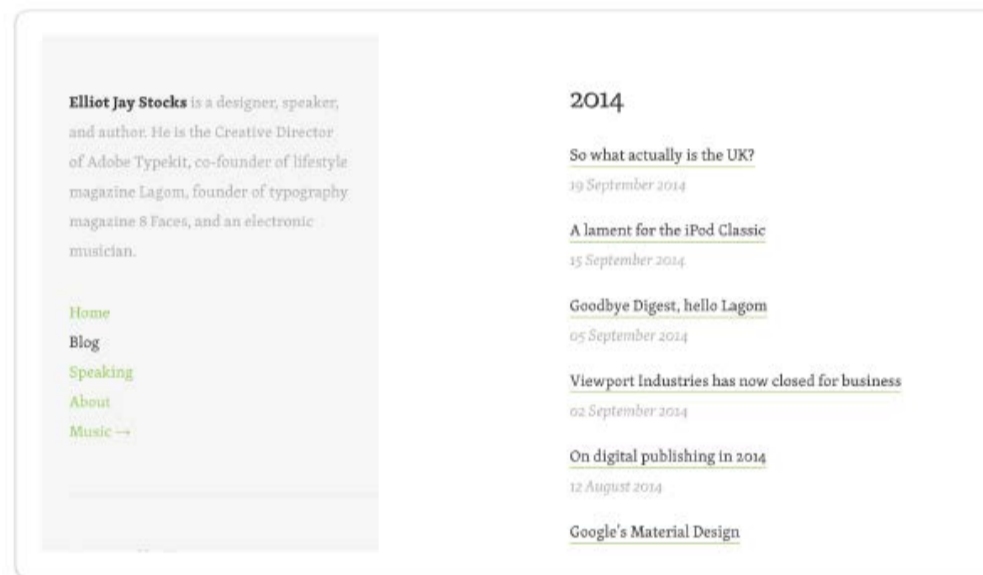 Elliot Jay Stocks is a designer, speaker,
and author. He is the Creative Director
of Adobe Typekit, co-founder of lifestyle
magazine Lagom, founder of typography
magazine 8 Faces, and an electronic
musician.
Home
Blog
Speaking
About
Music →
2014
So what actually is the UK?
19 September 2014
A lament for the iPod Classic
15 September 2014
Goodbye Digest, hello Lagom
05 September 2014
Viewport Industries has now closed for business
02 September 2014
On digital publishing in 2014
12 August 2014
Google's Material Design